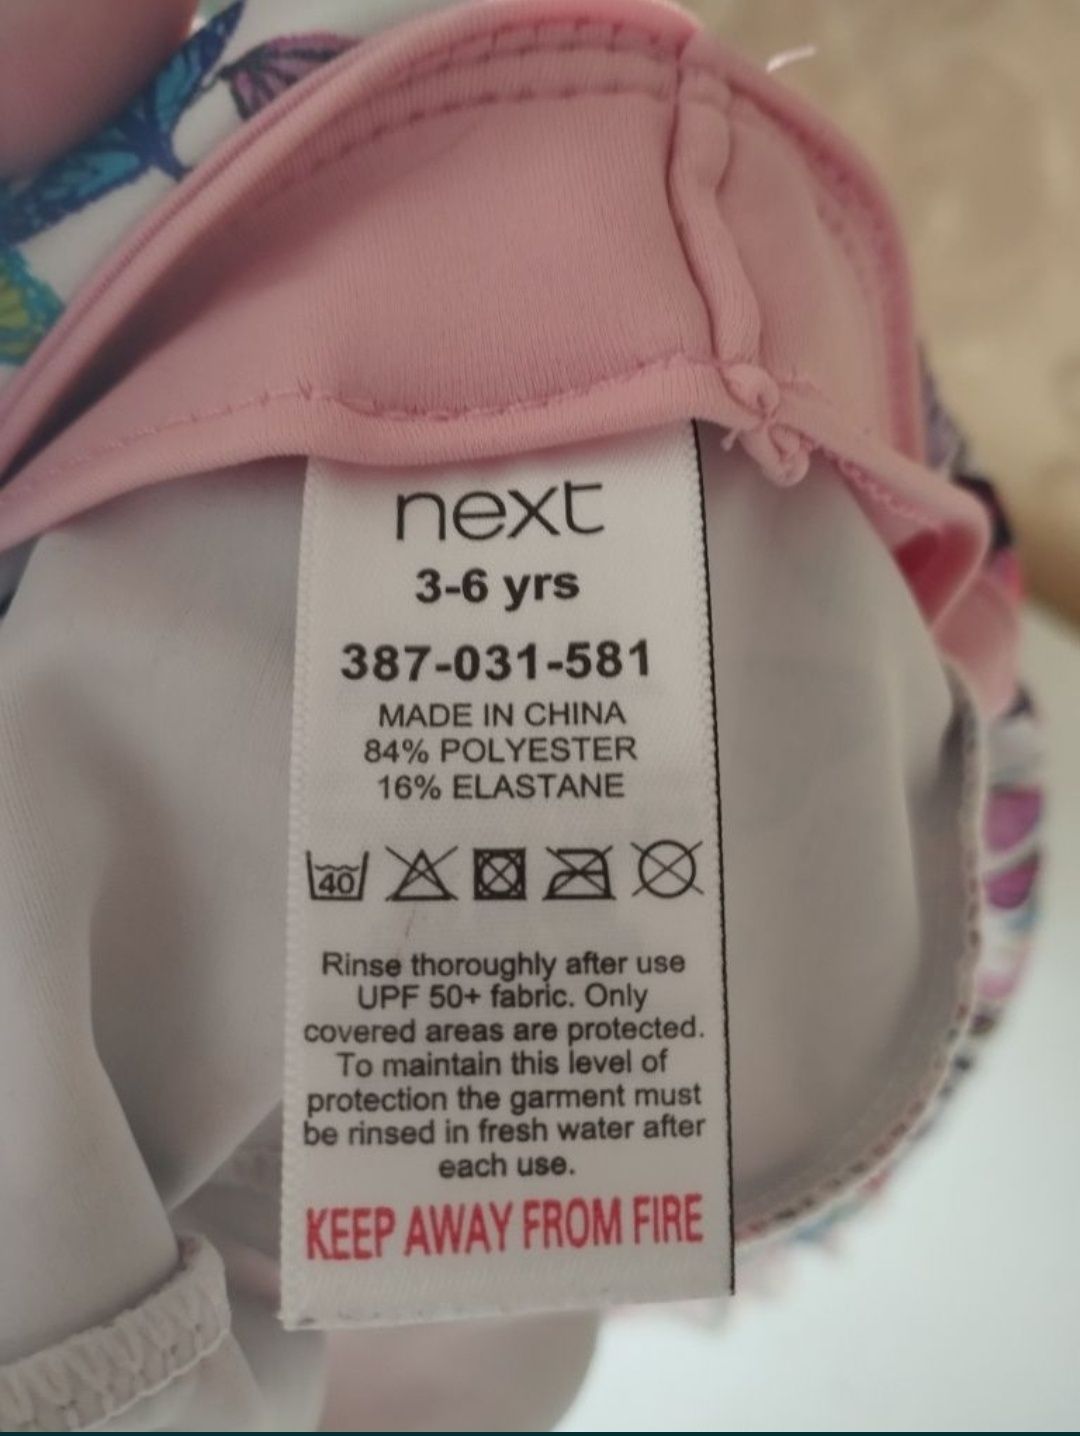 next
3-6 yrs
387-031-581
MADE IN CHINA
84% POLYESTER
16% ELASTANE
40
Rinse thoroughly after use
UPF 50+ fabric. Only
covered areas are protected.
To maintain this level of
protection the garment must
be rinsed in fresh water after
each use.
KEEP AWAY FROM FIRE